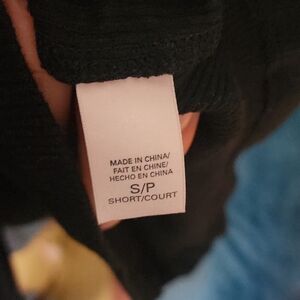 MADE IN CHINA/
FAIT EN CHINE/
HECHO EN CHINA
S/P
SHORT/COURT